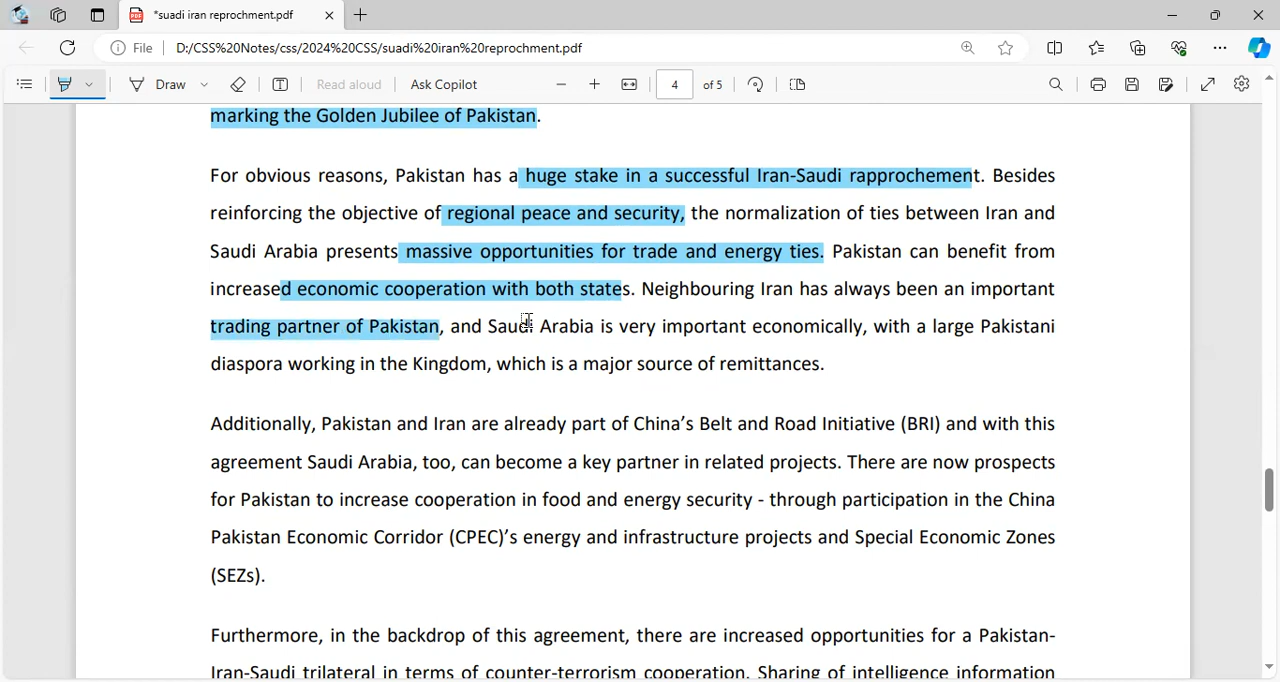 *suadi iran reprochment.pdf
File
D:/CSS%20Notes/css/2024%20CSS/suadi%20iran%20reprochment.pdf
Draw
Read aloud
Ask Copilot
4
of 5
marking the Golden Jubilee of Pakistan.
For obvious reasons, Pakistan has a huge stake in a successful Iran-Saudi rapprochement. Besides
reinforcing the objective of regional peace and security, the normalization of ties between Iran and
Saudi Arabia presents massive opportunities for trade and energy ties. Pakistan can benefit from
increased economic cooperation with both states. Neighbouring Iran has always been an important
trading partner of Pakistan, and Saudi Arabia is very important economically, with a large Pakistani
diaspora working in the Kingdom, which is a major source of remittances.
Additionally, Pakistan and Iran are already part of China’s Belt and Road Initiative (BRI) and with this
agreement Saudi Arabia, too, can become a key partner in related projects. There are now prospects
for Pakistan to increase cooperation in food and energy security - through participation in the China
Pakistan Economic Corridor (CPEC)’s energy and infrastructure projects and Special Economic Zones
(SEZs).
Furthermore, in the backdrop of this agreement, there are increased opportunities for a Pakistan-
Iran-Saudi trilateral in terms of counter-terrorism cooperation. Sharing of intelligence information